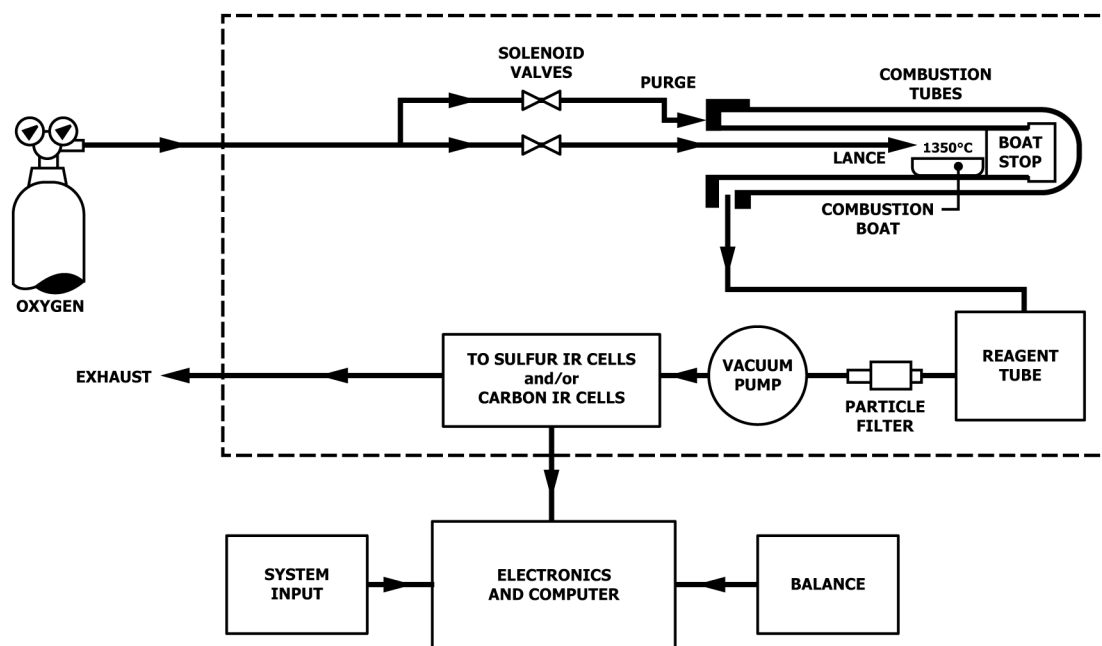 SOLENOID
VALVES
PURGE
COMBUSTION
TUBES
LANCE
1350°C
BOAT
STOP
COMBUSTION
BOAT
OXYGEN
EXHAUST
TO SULFUR IR CELLS
and/or
CARBON IR CELLS
VACUUM
PUMP
PARTICLE
FILTER
REAGENT
TUBE
SYSTEM
INPUT
ELECTRONICS
AND COMPUTER
BALANCE